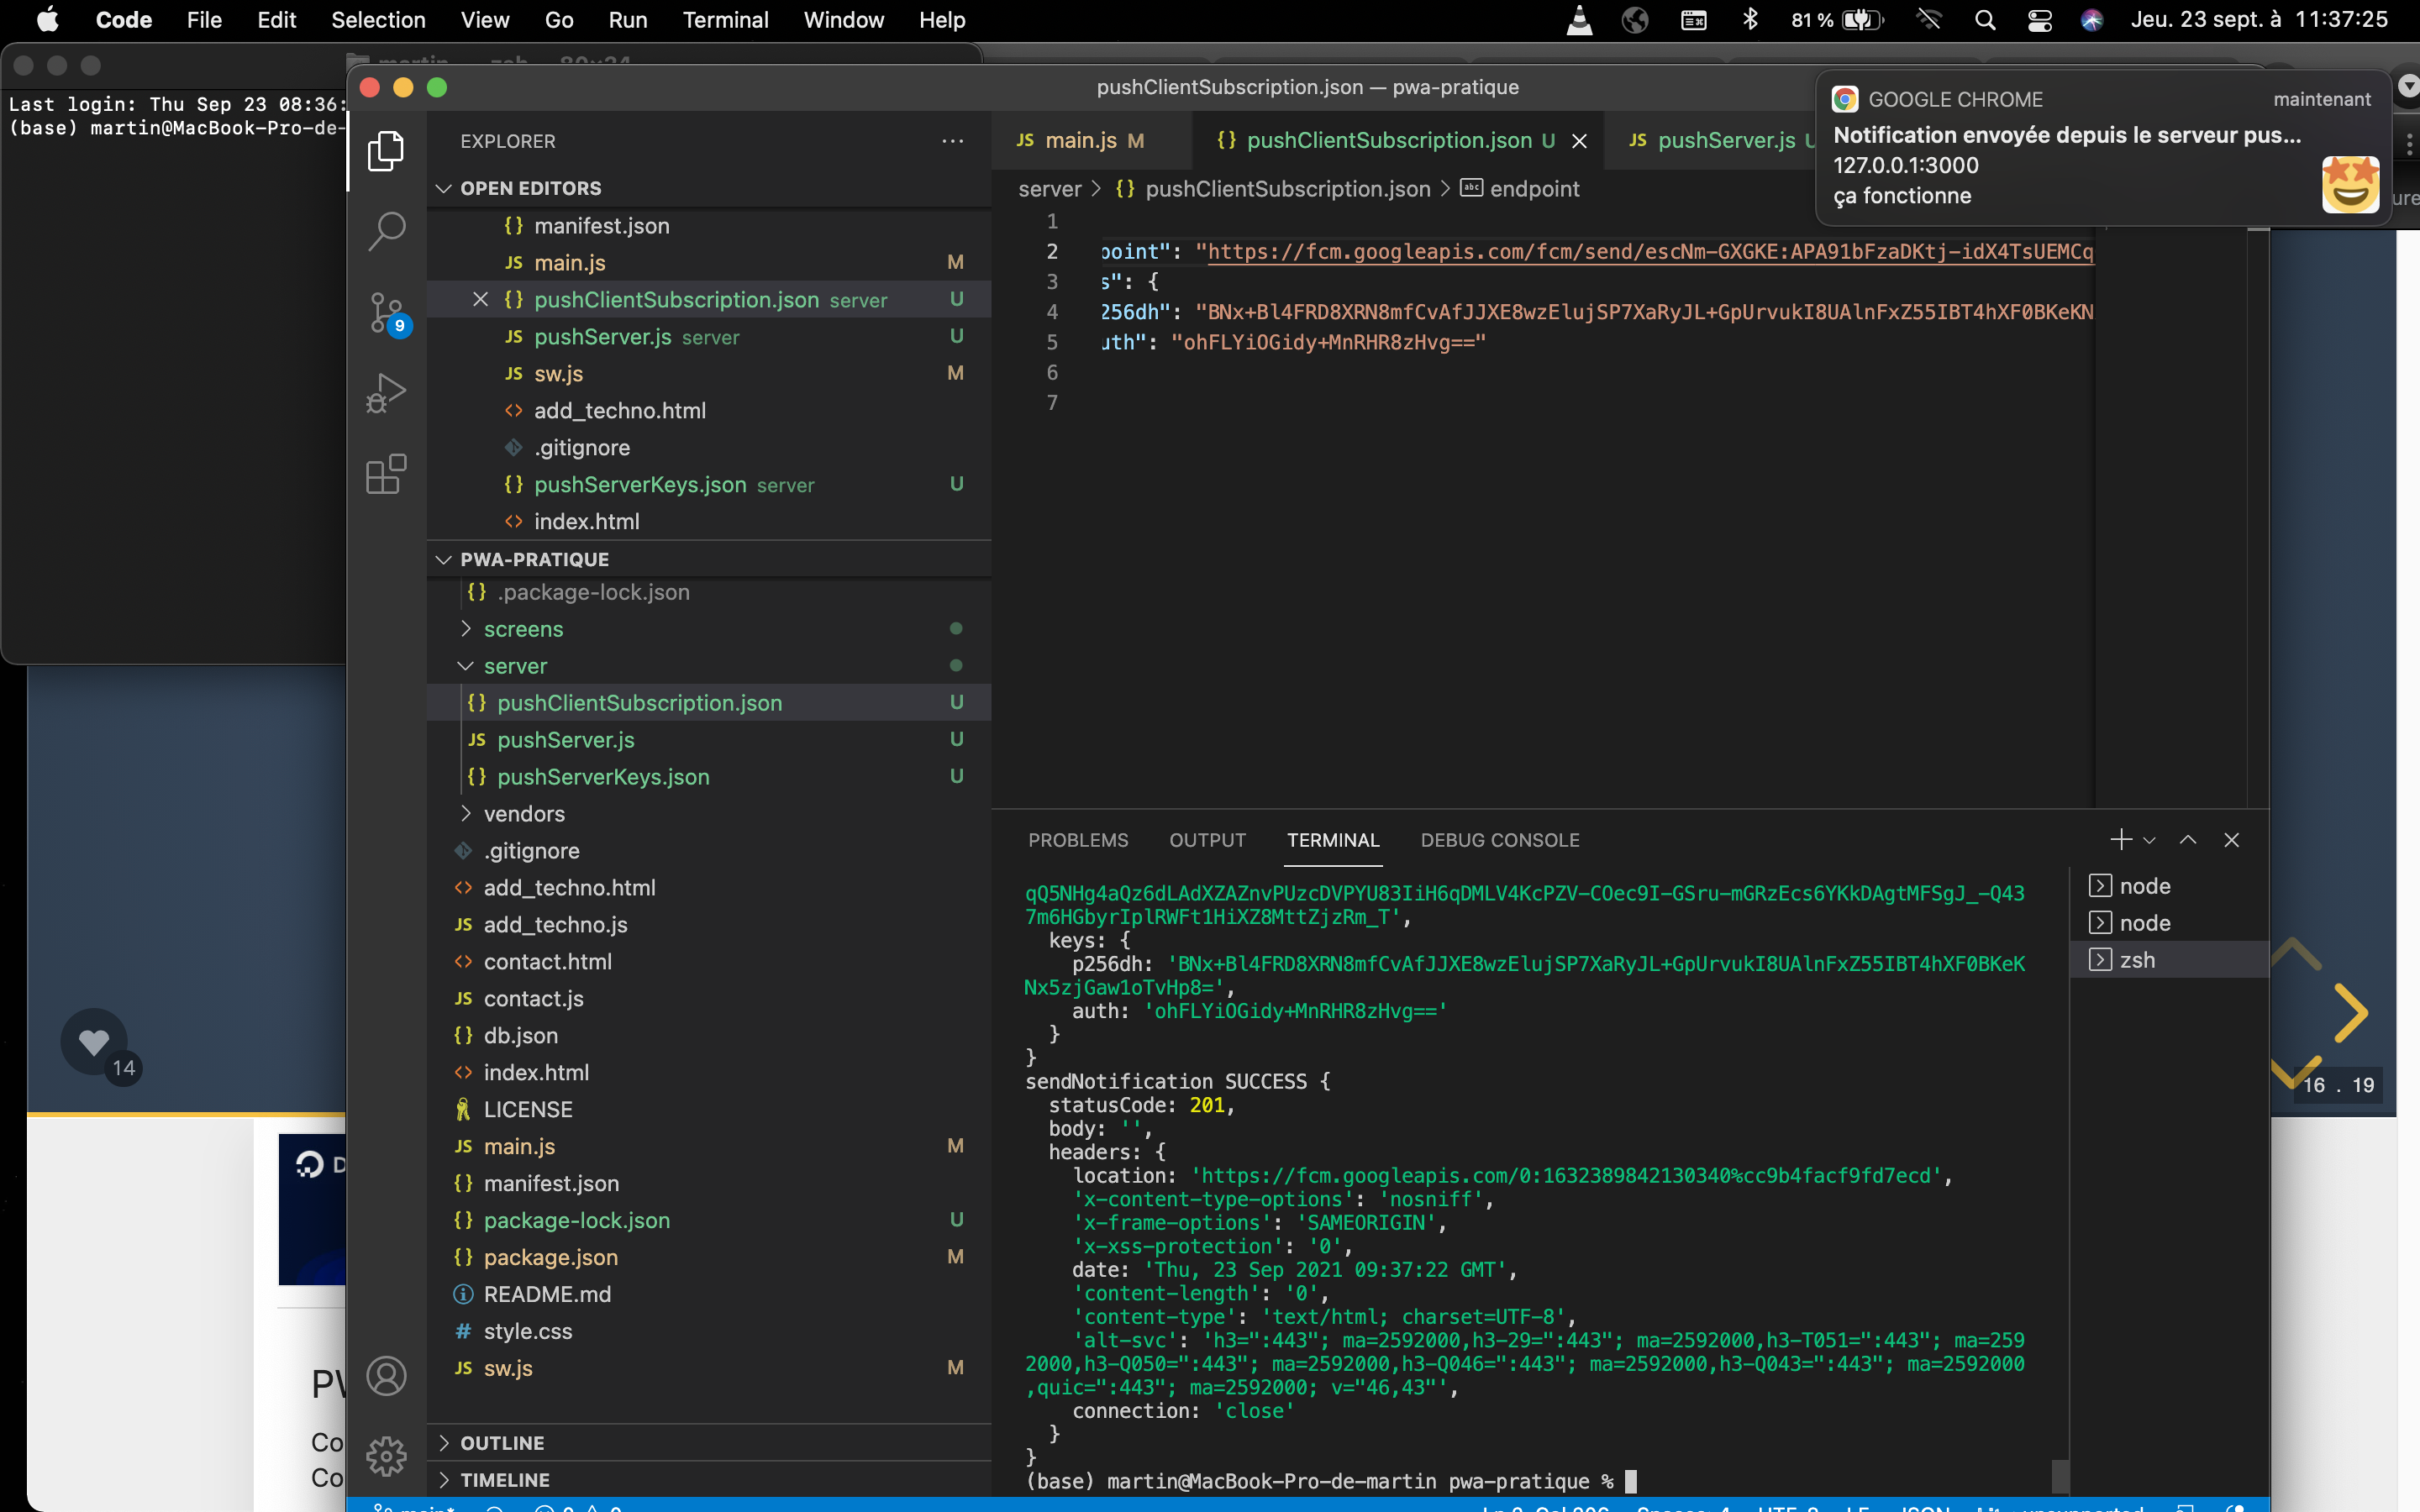 Code File Edit Selection View Go Run Terminal Window Help 81 % Jeu. 23 sept. à 11:37:25
Last login: Thu Sep 23 08:36:
(base) martin@MacBook-Pro-de-
pushClientSubscription.json — pwa-pratique
GOOGLE CHROME maintenant
Notification envoyée depuis le serveur pus...
127.0.0.1:3000
ça fonctionne
EXPLORER
OPEN EDITORS
manifest.json
main.js M
pushClientSubscription.json server U
pushServer.js server U
sw.js M
add_techno.html
.gitignore
pushServerKeys.json server U
index.html
9
PWA-PRATIQUE
.package-lock.json
screens
server
pushClientSubscription.json U
pushServer.js U
pushServerKeys.json U
vendors
.gitignore
add_techno.html
add_techno.js
contact.html
contact.js
db.json
index.html
LICENSE
main.js M
manifest.json
package-lock.json U
package.json M
README.md
style.css
sw.js M
OUTLINE
TIMELINE
main.js M pushClientSubscription.json U pushServer.js U
server > pushClientSubscription.json > endpoint
1
2 point": "https://fcm.googleapis.com/fcm/send/escNm-GXGKE:APA91bFzaDKtj-idX4TsUEMCq
3 s": {
4 256dh": "BNx+Bl4FRD8XRN8mfCvAfJJXE8wzElujSP7XaRyJL+GpUrvukI8UAlnFxZ55IBT4hXF0BKeKN
5 uth": "ohFLYiOGidy+MnRHR8zHvg=="
6
7
PROBLEMS OUTPUT TERMINAL DEBUG CONSOLE
qQ5NHg4aQz6dLAdXZAZnvPUzcDVPYU83IiH6qDMLV4KcPZV-COec9I-GSru-mGRzEcs6YKkDAgtMFSgJ_-Q43
7m6HGbyrIplRWFt1HiXZ8MttZjzRm_T',
keys: {
p256dh: 'BNx+Bl4FRD8XRN8mfCvAfJJXE8wzElujSP7XaRyJL+GpUrvukI8UAlnFxZ55IBT4hXF0BKeK
Nx5zjGaw1oTvHp8=',
auth: 'ohFLYiOGidy+MnRHR8zHvg=='
}
}
sendNotification SUCCESS {
statusCode: 201,
body: '',
headers: {
location: 'https://fcm.googleapis.com/0:1632389842130340%cc9b4facf9fd7ecd',
'x-content-type-options': 'nosniff',
'x-frame-options': 'SAMEORIGIN',
'x-xss-protection': '0',
date: 'Thu, 23 Sep 2021 09:37:22 GMT',
'content-length': '0',
'content-type': 'text/html; charset=UTF-8',
'alt-svc': 'h3=":443"; ma=2592000,h3-29=":443"; ma=2592000,h3-T051=":443"; ma=259
2000,h3-Q050=":443"; ma=2592000,h3-Q046=":443"; ma=2592000,h3-Q043=":443"; ma=2592000
,quic=":443"; ma=2592000; v="46,43"',
connection: 'close'
}
}
(base) martin@MacBook-Pro-de-martin pwa-pratique %
node
node
zsh
14
16 . 19
D
Co
Co